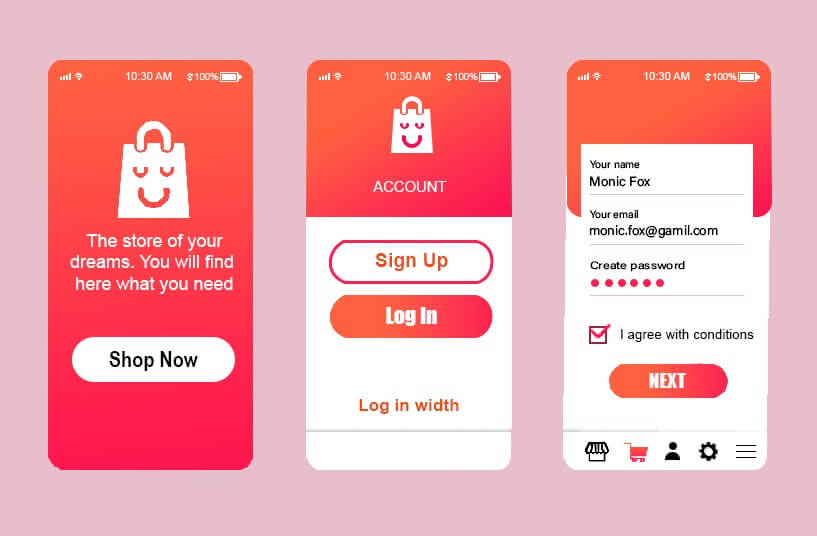 10:30 AM 100%
The store of your
dreams. You will find
here what you need
Shop Now
10:30 AM 100%
ACCOUNT
Sign Up
Log In
Log in width
10:30 AM 100%
Your name
Monic Fox
Your email
monic.fox@gamil.com
Create password
I agree with conditions
NEXT